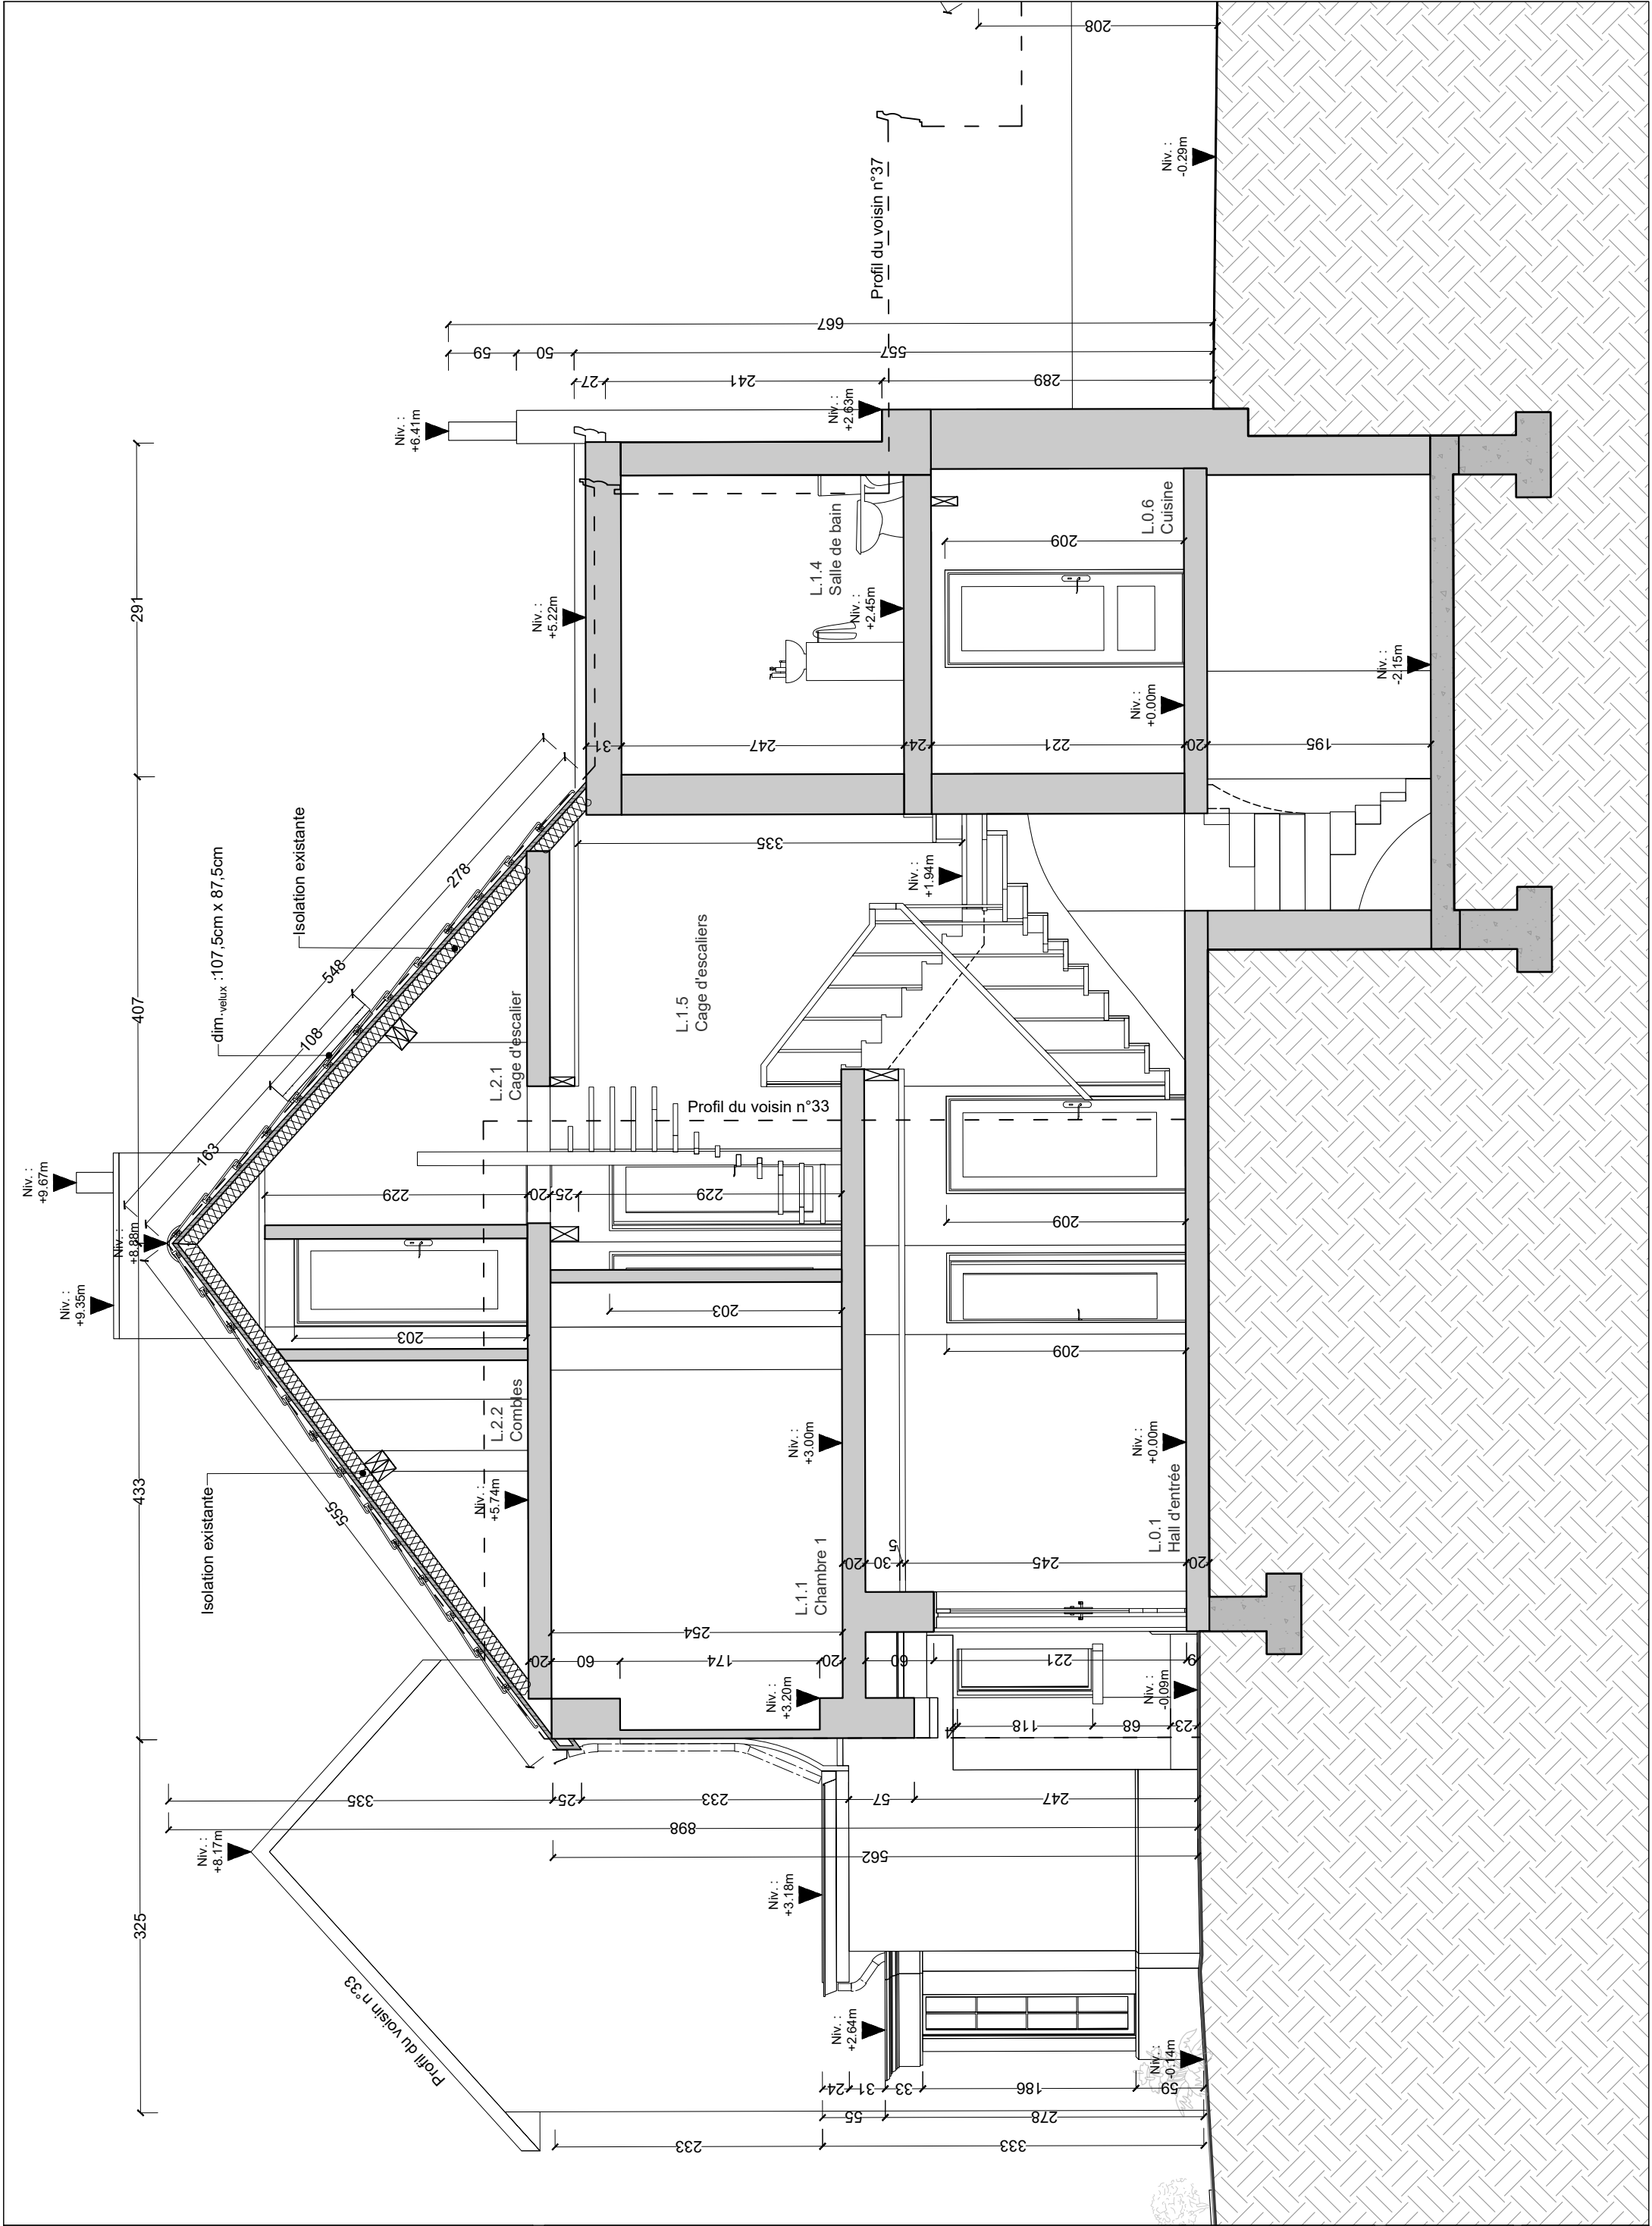 325
433
407
291
Niv. :
+9.67m
Niv. :
+9.35m
Niv. :
+8.88m
Niv. :
+8.17m
Profil du voisin n°33
Isolation existante
555
163
108
278
548
dim.velux :107,5cm x 87,5cm
Isolation existante
Niv. :
+6.41m
Niv. :
+5.22m
335
898
562
25
233
57
247
Niv. :
+3.18m
Niv. :
+2.64m
Niv. :
-0.14m
24
31
33
186
59
55
278
233
333
L.2.2
Combles
Niv. :
+5.74m
203
229
20
25
229
L.2.1
Cage d'escalier
Profil du voisin n°33
L.1.1
Chambre 1
Niv. :
+3.00m
Niv. :
+3.20m
254
20
60
174
20
203
L.1.5
Cage d'escaliers
335
Niv. :
+1.94m
L.1.4
Salle de bain
Niv. :
+2.45m
Niv. :
+2.63m
31
247
24
221
20
195
L.0.1
Hall d'entrée
Niv. :
+0.00m
20
30
5
245
20
60
221
9
Niv. :
-0.09m
118
68
23
209
209
L.0.6
Cuisine
209
Niv. :
+0.00m
Niv. :
-2.15m
27
241
289
59
50
557
667
Profil du voisin n°37
Niv. :
-0.29m
208